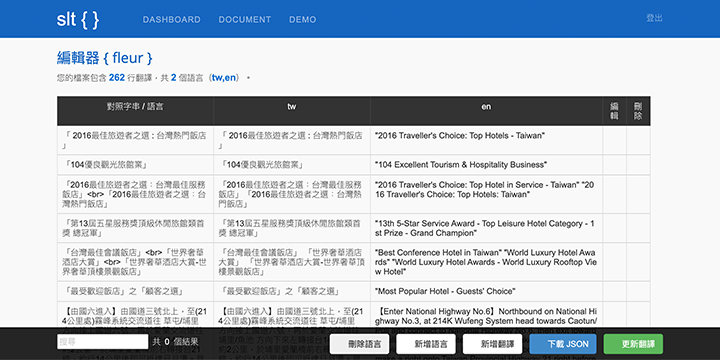 slt { } DASHBOARD DOCUMENT DEMO 登出
編輯器 { fleur }
您的檔案包含 262 行翻譯，共 2 個語言（tw,en）。
對照字串 / 語言 tw en 編輯 刪除
「 2016最佳旅遊者之選 : 台灣熱門飯店」 「 2016最佳旅遊者之選 : 台灣熱門飯店」 "2016 Traveller's Choice: Top Hotels - Taiwan"
「104優良觀光旅館業」 「104優良觀光旅館業」 "104 Excellent Tourism & Hospitality Business"
「2016最佳旅遊者之選：台灣最佳服務飯店」<br>「2016最佳旅遊者之選：台灣熱門飯店」 「2016最佳旅遊者之選：台灣最佳服務飯店」「2016最佳旅遊者之選：台灣熱門飯店」 "2016 Traveller's Choice: Top Hotel in Service - Taiwan" "2016 Traveller's Choice: Top Hotels: Taiwan"
「第13屆五星服務獎頂級休閒旅館類首獎 總冠軍」 「第13屆五星服務獎頂級休閒旅館類首獎 總冠軍」 "13th 5-Star Service Award - Top Leisure Hotel Category - 1st Prize - Grand Champion"
「台灣最佳會議飯店」<br>「世界奢華酒店大賞」<br>「世界奢華酒店大賞-世界奢華頂樓景觀飯店」 「台灣最佳會議飯店」 「世界奢華酒店大賞」 「世界奢華酒店大賞-世界奢華頂樓景觀飯店」 "Best Conference Hotel in Taiwan" "World Luxury Hotel Awards" "World Luxury Hotel Awards - World Luxury Rooftop View Hotel"
「最受歡迎飯店」之「顧客之選」 「最受歡迎飯店」之「顧客之選」 "Most Popular Hotel - Guests' Choice"
【由國六進入】由國道三號北上，至(214公里處)霧峰系統交流道往 草屯/埔里 【由國六進入】由國道三號北上，至(214公里處)霧峰系統交流道往 草屯/埔里 【Enter National Highway No.6】Northbound on National Highway No.3, at 214K Wufeng System head towards Caotun/
搜尋 共 0 個結果 刪除語言 新增語言 新增翻譯 下載 JSON 更新翻譯